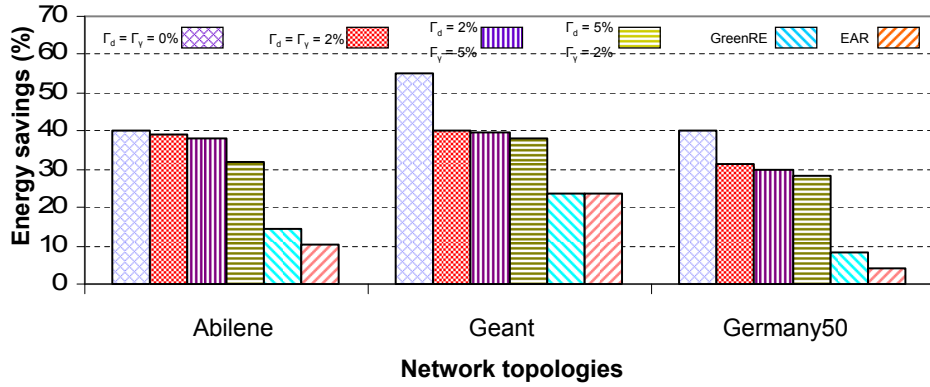 70
60
50
40
30
20
10
0
Energy savings (%)
Γd = Γγ = 0%
Γd = Γγ = 2%
Γd = 2%
Γγ = 5%
Γd = 5%
Γγ = 2%
GreenRE
EAR
Abilene
Geant
Germany50
Network topologies